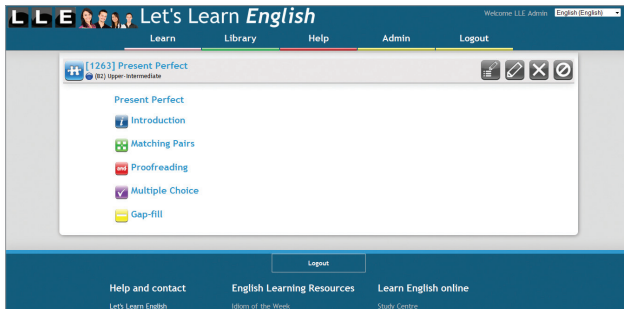 LLE Let's Learn English
Welcome LLE Admin English (English)
Learn Library Help Admin Logout
[1263] Present Perfect
(B2) Upper-Intermediate
Present Perfect
i Introduction
Matching Pairs
and Proofreading
Multiple Choice
Gap-fill
Logout
Help and contact English Learning Resources Learn English online
Let's Learn English Idiom of the Week Study Centre